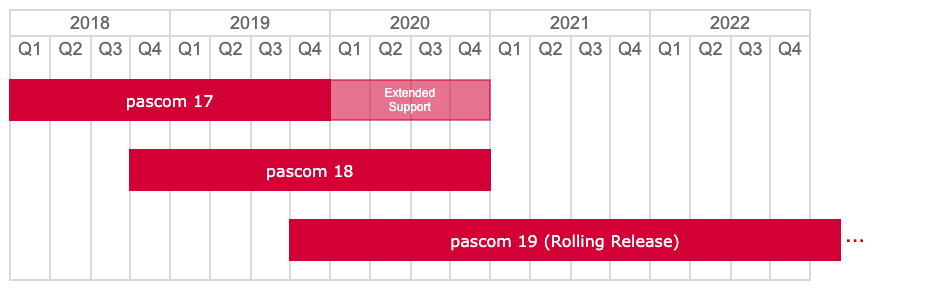 2018 2019 2020 2021 2022
Q1 Q2 Q3 Q4 Q1 Q2 Q3 Q4 Q1 Q2 Q3 Q4 Q1 Q2 Q3 Q4 Q1 Q2 Q3 Q4
pascom 17
Extended
Support
pascom 18
pascom 19 (Rolling Release) ...